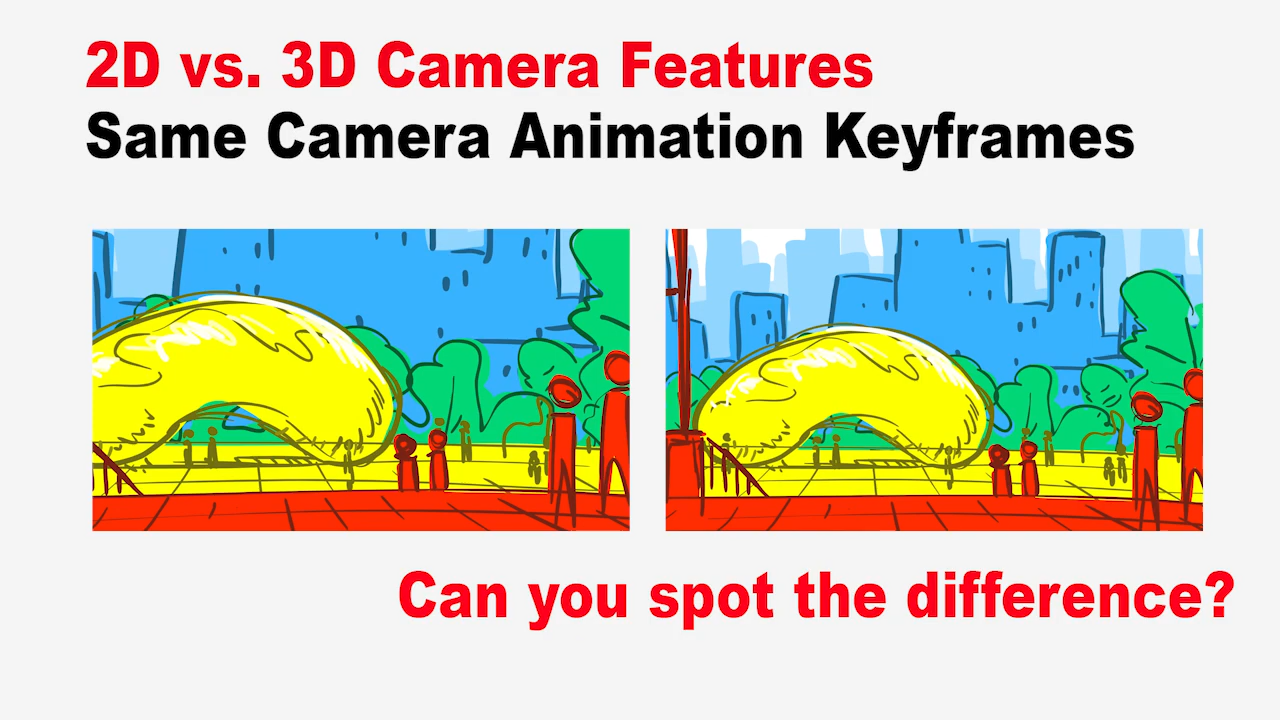 2D vs. 3D Camera Features
Same Camera Animation Keyframes
Can you spot the difference?